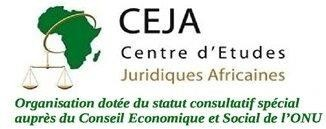 CEJA
Centre d'Etudes
Juridiques Africaines
Organisation dotée du statut consultatif spécial
auprès du Conseil Economique et Social de l'ONU